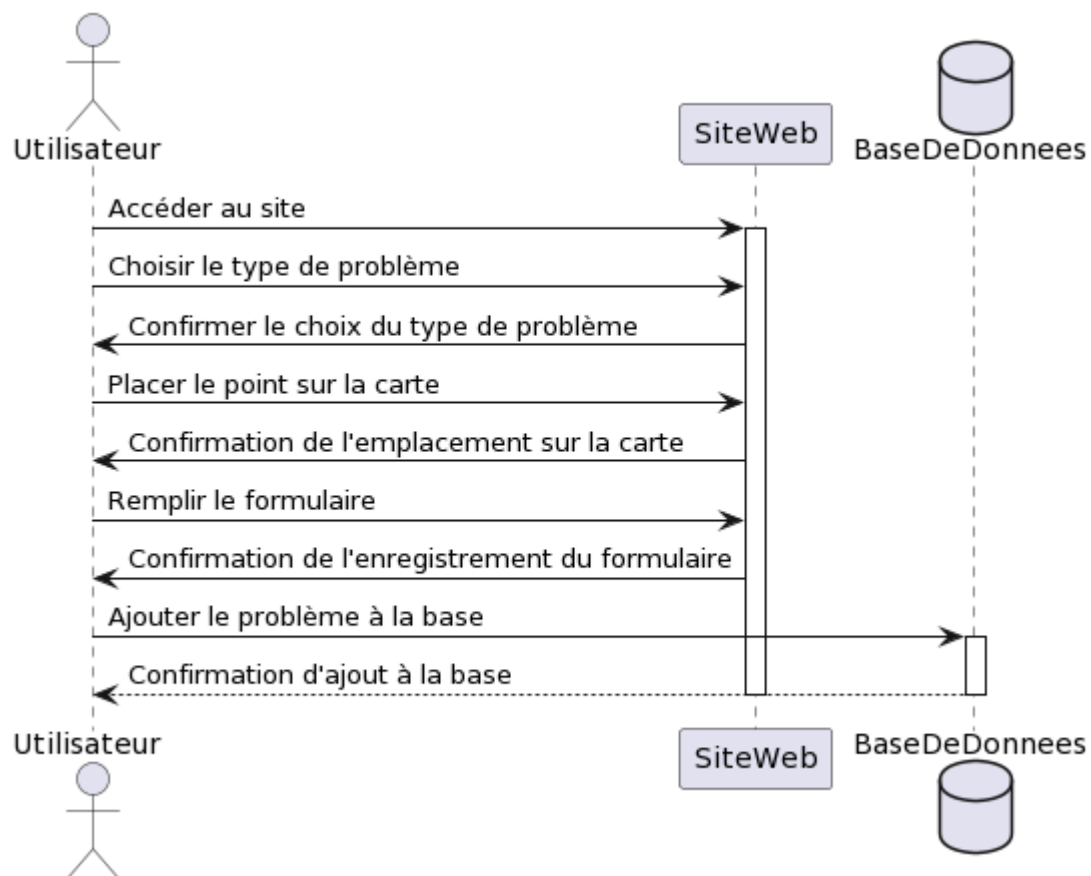 Utilisateur
SiteWeb
BaseDeDonnees
Accéder au site
Choisir le type de problème
Confirmer le choix du type de problème
Placer le point sur la carte
Confirmation de l'emplacement sur la carte
Remplir le formulaire
Confirmation de l'enregistrement du formulaire
Ajouter le problème à la base
Confirmation d'ajout à la base
Utilisateur
SiteWeb
BaseDeDonnees